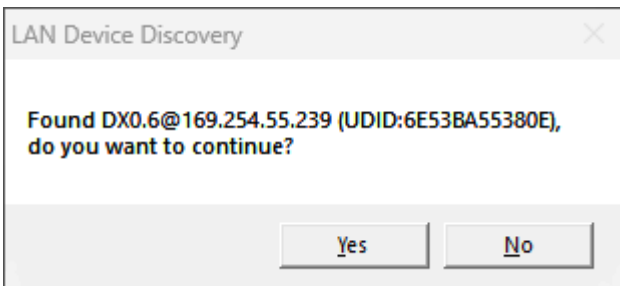 LAN Device Discovery
Found DX0.6@169.254.55.239 (UDID:6E53BA55380E),
do you want to continue?
Yes
No